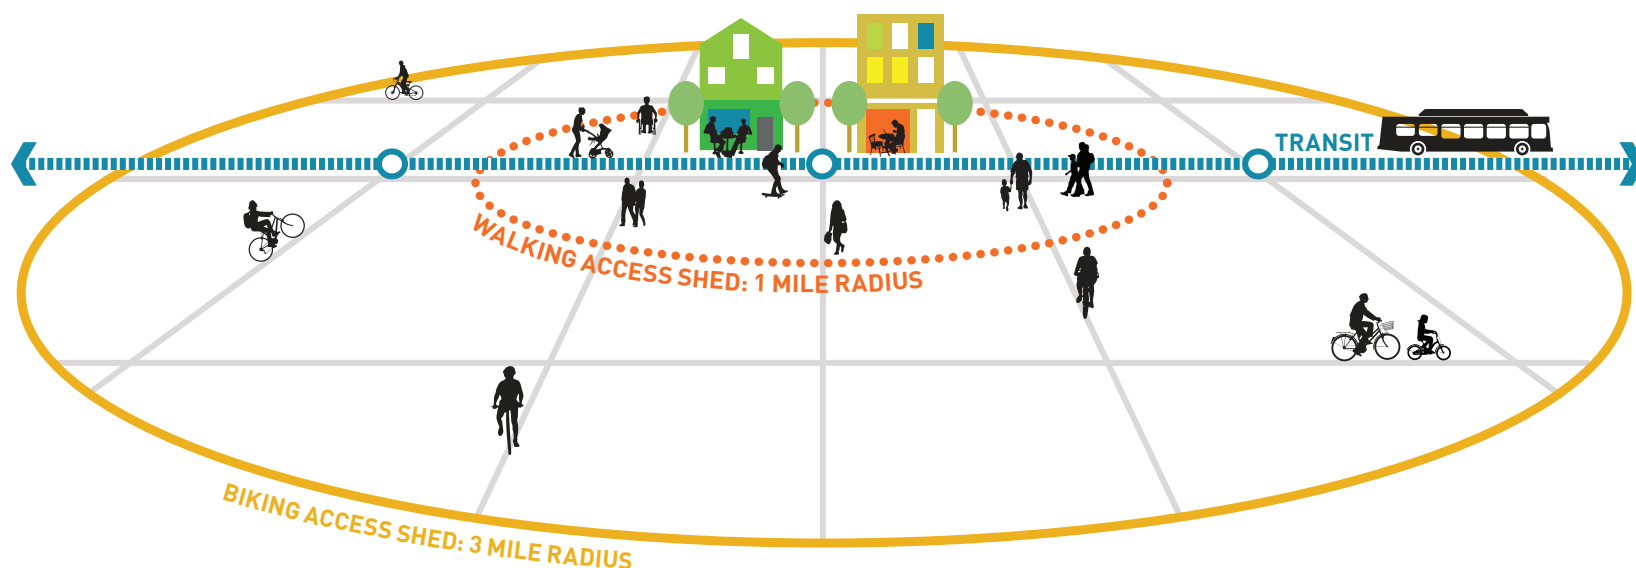 TRANSIT
WALKING ACCESS SHED: 1 MILE RADIUS
BIKING ACCESS SHED: 3 MILE RADIUS